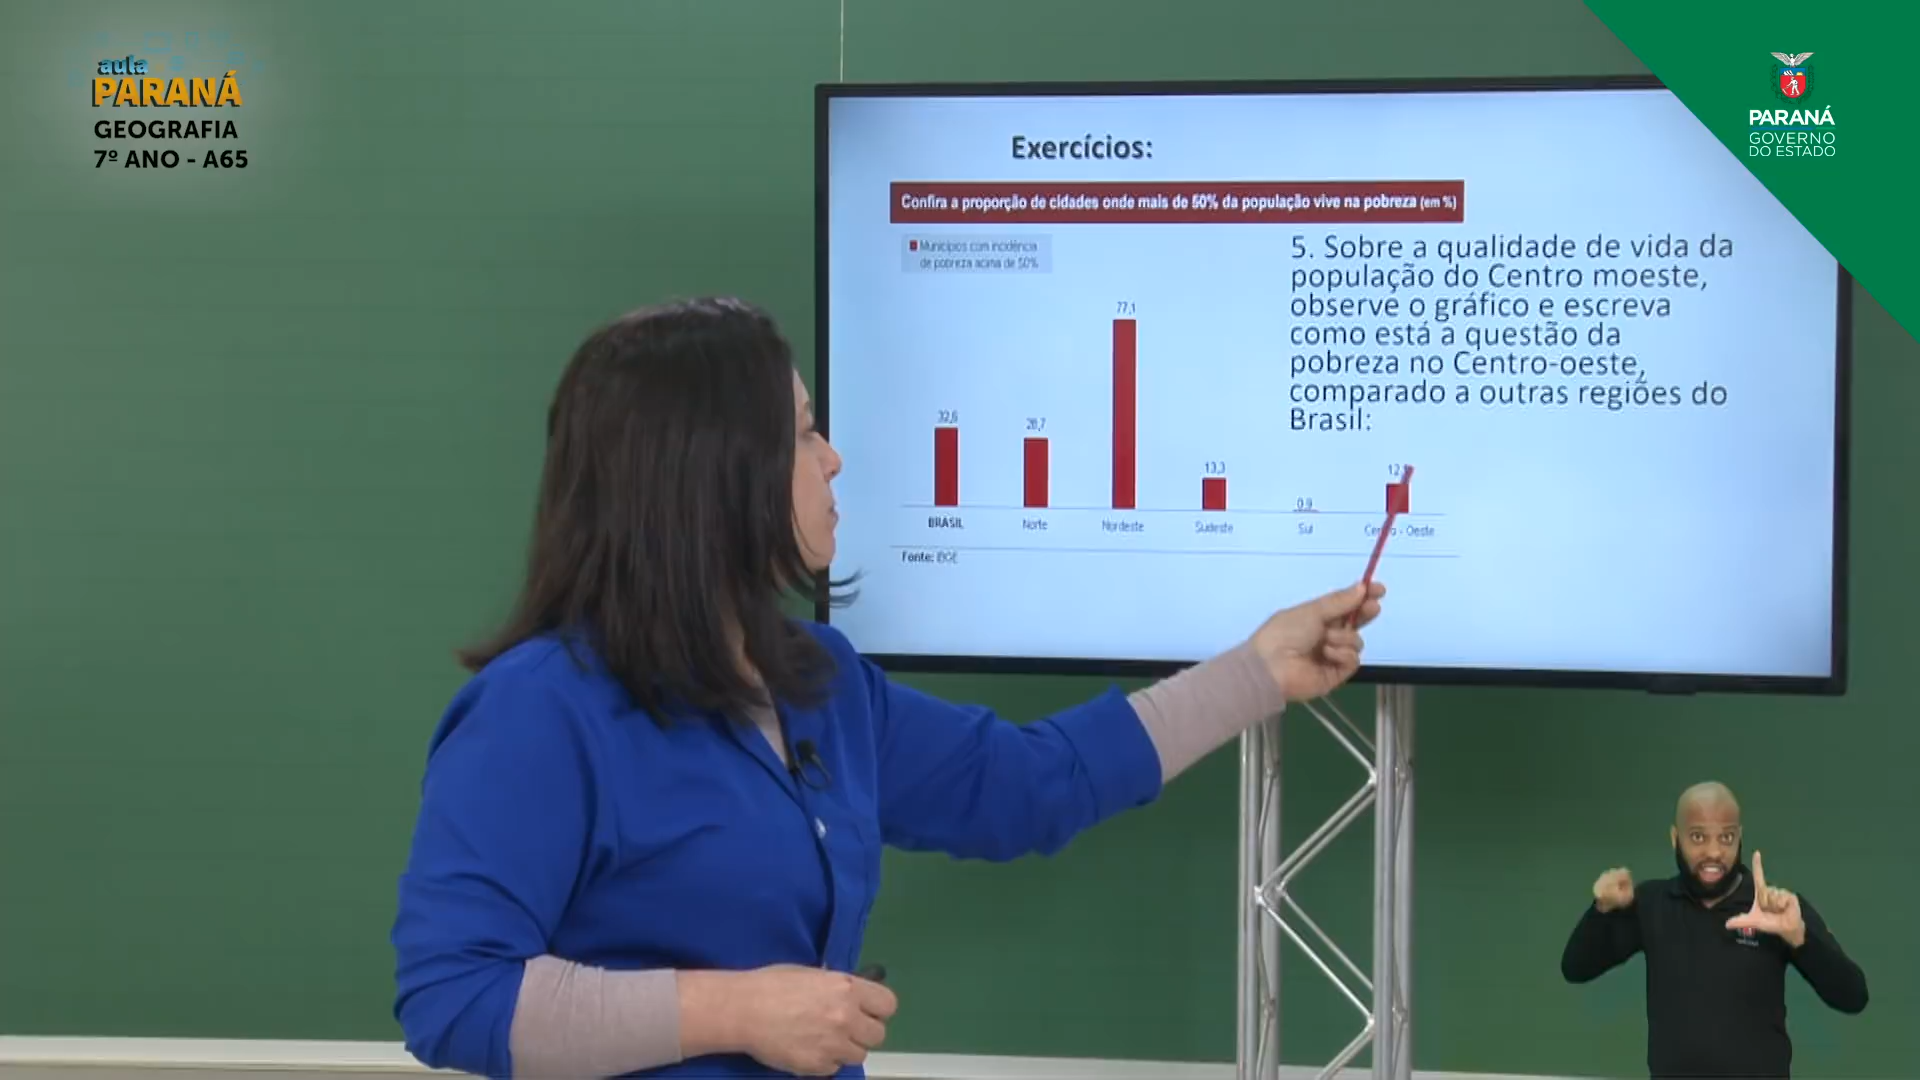 aula
PARANÁ
GEOGRAFIA
7º ANO - A65
PARANÁ
GOVERNO
DO ESTADO
Exercícios:
Confira a proporção de cidades onde mais de 50% da população vive na pobreza (em %)
Municípios com incidência
de pobreza acima de 50%
5. Sobre a qualidade de vida da
população do Centro moeste,
observe o gráfico e escreva
como está a questão da
pobreza no Centro-oeste,
comparado a outras regiões do
Brasil:
32,6
28,7
77,1
13,3
0,9
BRASIL
Norte
Nordeste
Sudeste
Sul
- Oeste
Fonte: IBGE